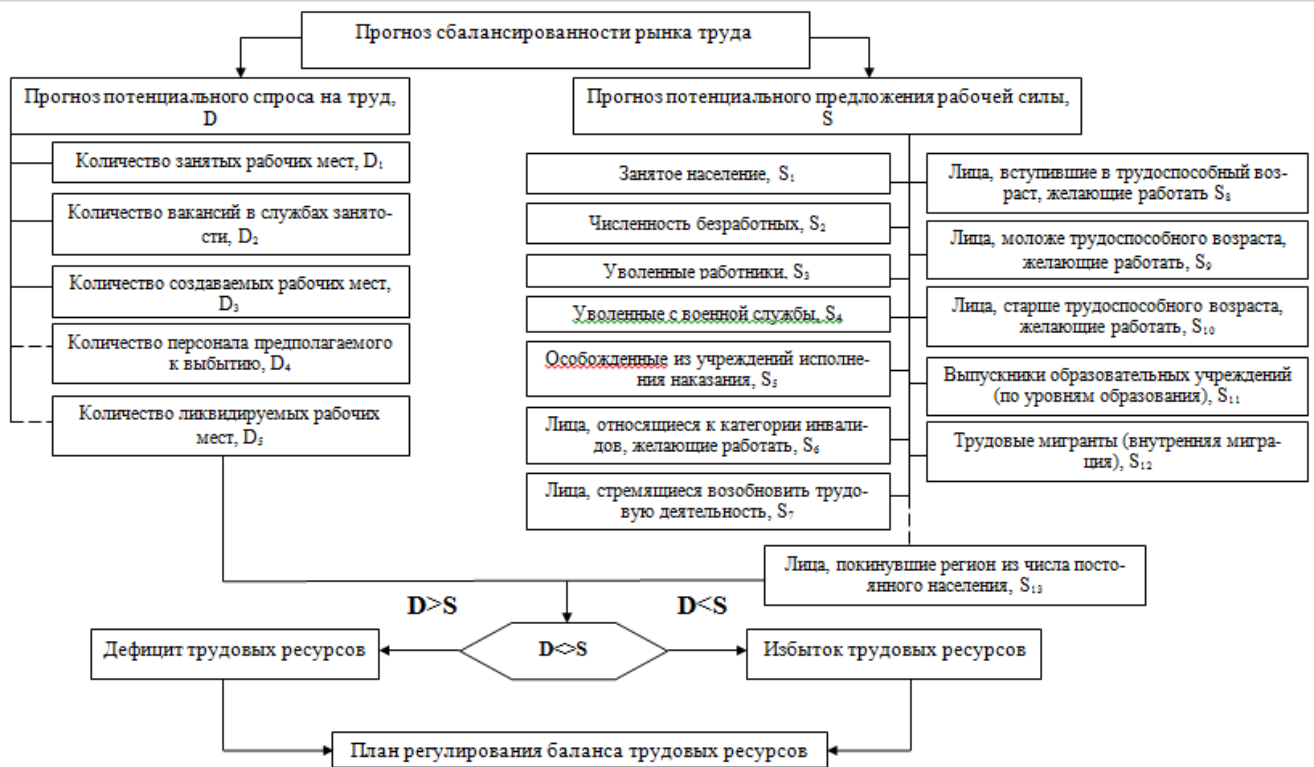 Прогноз сбалансированности рынка труда
Прогноз потенциального спроса на труд,
D
Количество занятых рабочих мест, D₁
Количество вакансий в службах занято-
сти, D₂
Количество создаваемых рабочих мест,
D₃
Количество персонала предполагаемого
к выбытию, D₄
Количество ликвидируемых рабочих
мест, D₅
Прогноз потенциального предложения рабочей силы,
S
Занятое население, S₁
Численность безработных, S₂
Уволенные работники, S₃
Уволенные с военной службы, S₄
Особожденные из учреждений исполне-
ния наказания, S₅
Лица, относящиеся к категории инвали-
дов, желающие работать, S₆
Лица, стремящиеся возобновить трудо-
вую деятельность, S₇
Лица, вступившие в трудоспособный воз-
раст, желающие работать S₈
Лица, моложе трудоспособного возраста,
желающие работать, S₉
Лица, старше трудоспособного возраста,
желающие работать, S₁₀
Выпускники образовательных учреждений
(по уровням образования), S₁₁
Трудовые мигранты (внутренняя мигра-
ция), S₁₂
Лица, покинувшие регион из числа посто-
янного населения, S₁₃
D>S
D<S
Дефицит трудовых ресурсов
D<>S
Избыток трудовых ресурсов
План регулирования баланса трудовых ресурсов